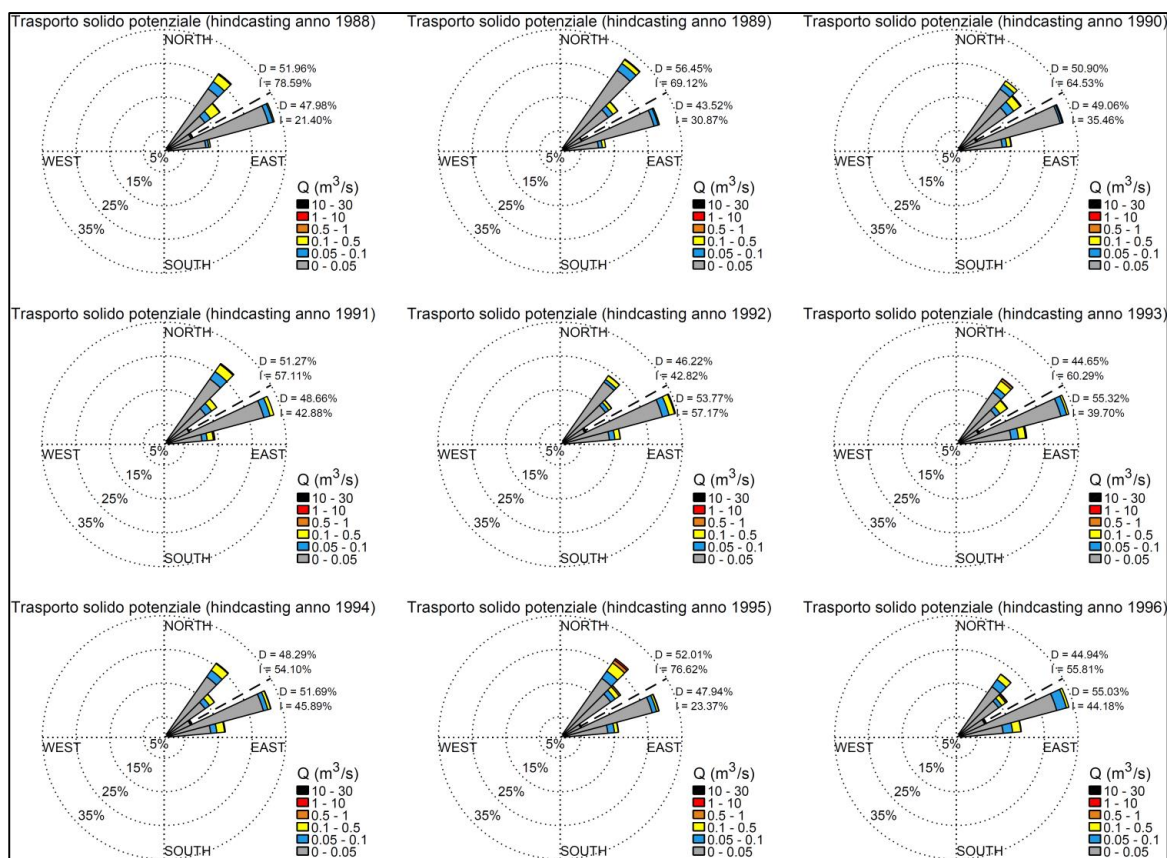 Trasporto solido potenziale (hindcasting anno 1988)
NORTH
D = 51.96%
I = 78.59%
D = 47.98%
I = 21.40%
WEST
5%
EAST
15%
25%
35%
SOUTH
Q (m³/s)
10 - 30
1 - 10
0.5 - 1
0.1 - 0.5
0.05 - 0.1
0 - 0.05
Trasporto solido potenziale (hindcasting anno 1989)
NORTH
D = 56.45%
I = 69.12%
D = 43.52%
I = 30.87%
WEST
5%
EAST
15%
25%
35%
SOUTH
Q (m³/s)
10 - 30
1 - 10
0.5 - 1
0.1 - 0.5
0.05 - 0.1
0 - 0.05
Trasporto solido potenziale (hindcasting anno 1990)
NORTH
D = 50.90%
I = 64.53%
D = 49.06%
I = 35.46%
WEST
5%
EAST
15%
25%
35%
SOUTH
Q (m³/s)
10 - 30
1 - 10
0.5 - 1
0.1 - 0.5
0.05 - 0.1
0 - 0.05
Trasporto solido potenziale (hindcasting anno 1991)
NORTH
D = 51.27%
I = 57.11%
D = 48.66%
I = 42.88%
WEST
5%
EAST
15%
25%
35%
SOUTH
Q (m³/s)
10 - 30
1 - 10
0.5 - 1
0.1 - 0.5
0.05 - 0.1
0 - 0.05
Trasporto solido potenziale (hindcasting anno 1992)
NORTH
D = 46.22%
I = 42.82%
D = 53.77%
I = 57.17%
WEST
5%
EAST
15%
25%
35%
SOUTH
Q (m³/s)
10 - 30
1 - 10
0.5 - 1
0.1 - 0.5
0.05 - 0.1
0 - 0.05
Trasporto solido potenziale (hindcasting anno 1993)
NORTH
D = 44.65%
I = 60.29%
D = 55.32%
I = 39.70%
WEST
5%
EAST
15%
25%
35%
SOUTH
Q (m³/s)
10 - 30
1 - 10
0.5 - 1
0.1 - 0.5
0.05 - 0.1
0 - 0.05
Trasporto solido potenziale (hindcasting anno 1994)
NORTH
D = 48.29%
I = 54.10%
D = 51.69%
I = 45.89%
WEST
5%
EAST
15%
25%
35%
SOUTH
Q (m³/s)
10 - 30
1 - 10
0.5 - 1
0.1 - 0.5
0.05 - 0.1
0 - 0.05
Trasporto solido potenziale (hindcasting anno 1995)
NORTH
D = 52.01%
I = 76.62%
D = 47.94%
I = 23.37%
WEST
5%
EAST
15%
25%
35%
SOUTH
Q (m³/s)
10 - 30
1 - 10
0.5 - 1
0.1 - 0.5
0.05 - 0.1
0 - 0.05
Trasporto solido potenziale (hindcasting anno 1996)
NORTH
D = 44.94%
I = 55.81%
D = 55.03%
I = 44.18%
WEST
5%
EAST
15%
25%
35%
SOUTH
Q (m³/s)
10 - 30
1 - 10
0.5 - 1
0.1 - 0.5
0.05 - 0.1
0 - 0.05